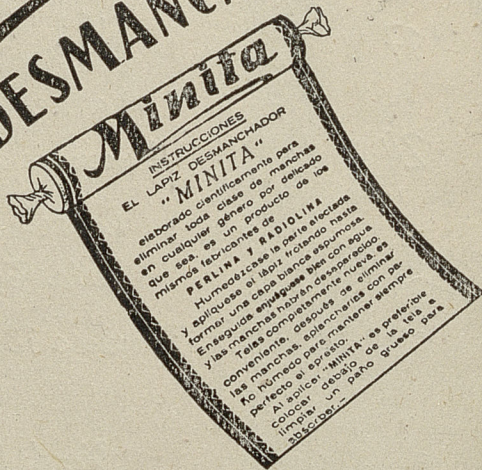 DESMANCH
Minita
INSTRUCCIONES
EL LAPIZ DESMANCHADOR
"MINITA"
elaborado cientificamente para
eliminar toda clase de manchas
en cualquier género por delicado
que sea, es un producto de los
mismos fabricantes de
PERLINA Y RADIOLINA
Humedézcase la parte afectada
y aplíquese el lápiz frotando hasta
formar una capa blanca espumosa.
Enseguida enjuáguese bien con agua
y las manchas habrán desaparecido.
Telas completamente nueva, es
conveniente, después de eliminar
las manchas, aplancharlas con pa-
ño húmedo para mantener siempre
perfecto el apresto.
Al aplicar "MINITA" es preferible
colocar debajo de la tela a
limpiar un paño grueso para
absorber.-